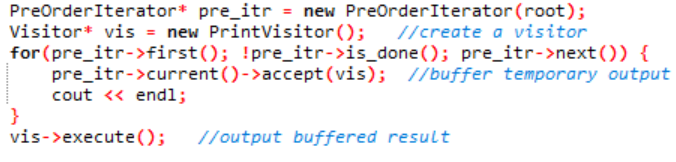 PreOrderIterator* pre_itr = new PreOrderIterator(root);
Visitor* vis = new PrintVisitor();   //create a visitor
for(pre_itr->first(); !pre_itr->is_done(); pre_itr->next()) {
    pre_itr->current()->accept(vis);  //buffer temporary output
    cout << endl;
}
vis->execute();   //output buffered result